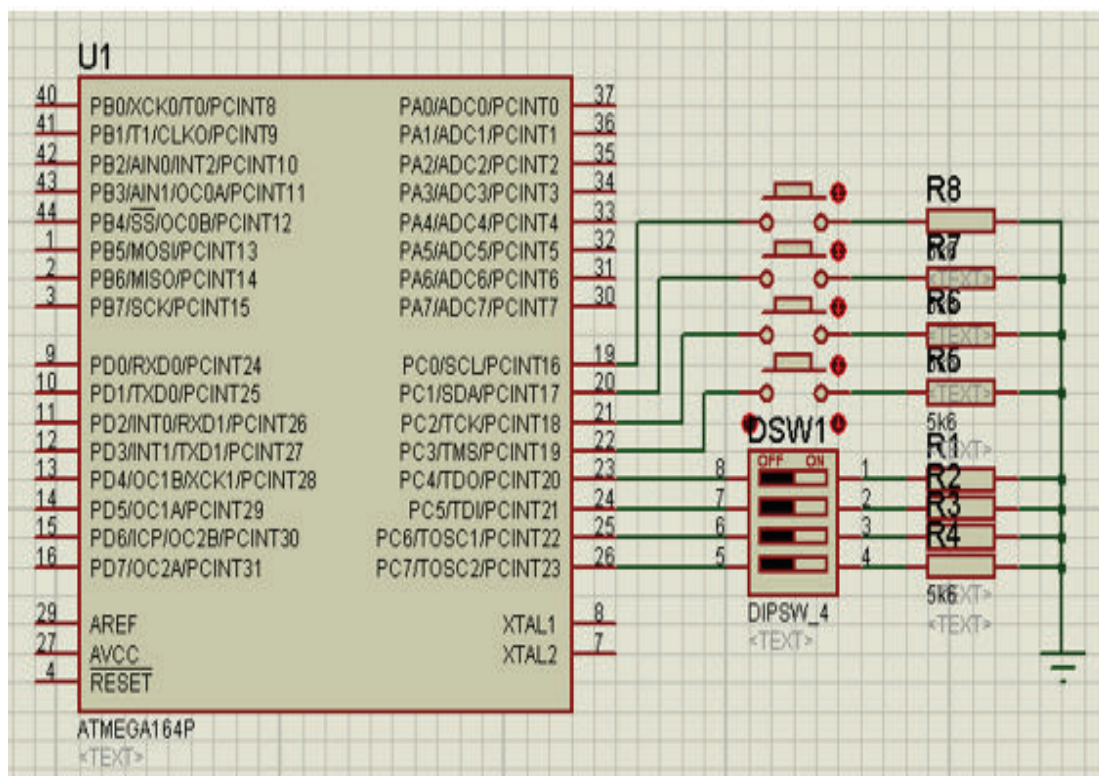 U1
40 PB0/XCK0/T0/PCINT8 PA0/ADC0/PCINT0 37
41 PB1/T1/CLKO/PCINT9 PA1/ADC1/PCINT1 36
42 PB2/AIN0/INT2/PCINT10 PA2/ADC2/PCINT2 35
43 PB3/AIN1/OC0A/PCINT11 PA3/ADC3/PCINT3 34
44 PB4/SS/OC0B/PCINT12 PA4/ADC4/PCINT4 33
1 PB5/MOSI/PCINT13 PA5/ADC5/PCINT5 32
2 PB6/MISO/PCINT14 PA6/ADC6/PCINT6 31
3 PB7/SCK/PCINT15 PA7/ADC7/PCINT7 30
9 PD0/RXD0/PCINT24 PC0/SCL/PCINT16 19
10 PD1/TXD0/PCINT25 PC1/SDA/PCINT17 20
11 PD2/INT0/RXD1/PCINT26 PC2/TCK/PCINT18 21
12 PD3/INT1/TXD1/PCINT27 PC3/TMS/PCINT19 22
13 PD4/OC1B/XCK1/PCINT28 PC4/TDO/PCINT20 23
14 PD5/OC1A/PCINT29 PC5/TDI/PCINT21 24
15 PD6/ICP/OC2B/PCINT30 PC6/TOSC1/PCINT22 25
16 PD7/OC2A/PCINT31 PC7/TOSC2/PCINT23 26
29 AREF XTAL1 8
27 AVCC XTAL2 7
4 RESET
ATMEGA164P
<TEXT>
R8
R7
<TEXT>
R6
<TEXT>
R5
<TEXT>
5k6
DSW1
OFF ON
8 1
7 2
6 3
5 4
DIPSW_4
<TEXT>
R1
R2
R3
R4
5k6
<TEXT>
<TEXT>